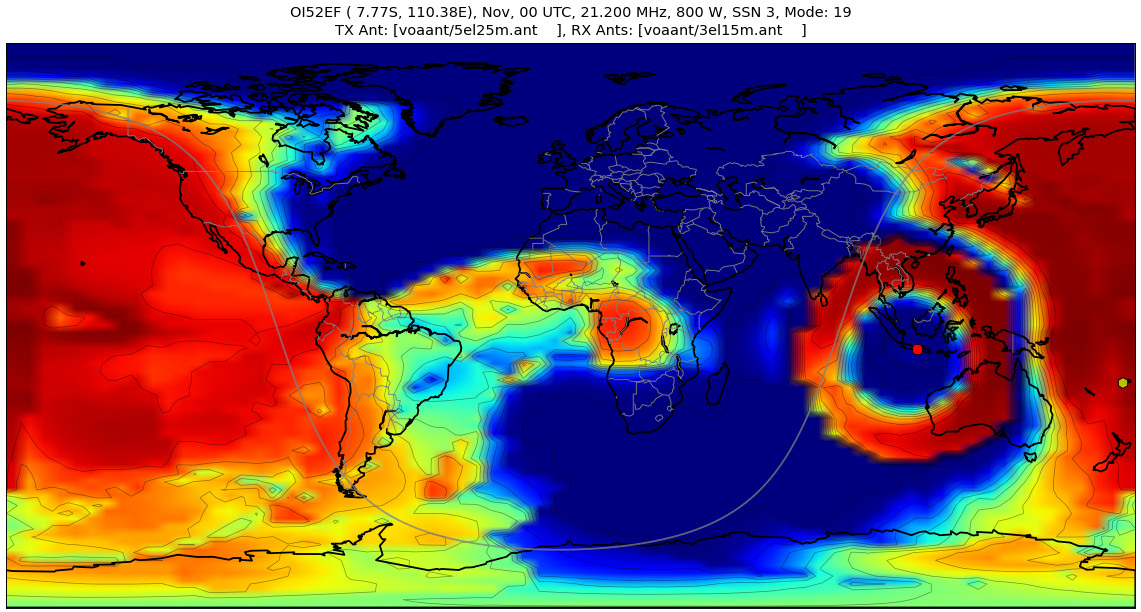 OI52EF ( 7.77S, 110.38E), Nov, 00 UTC, 21.200 MHz, 800 W, SSN 3, Mode: 19
TX Ant: [voaant/5el25m.ant    ], RX Ants: [voaant/3el15m.ant    ]